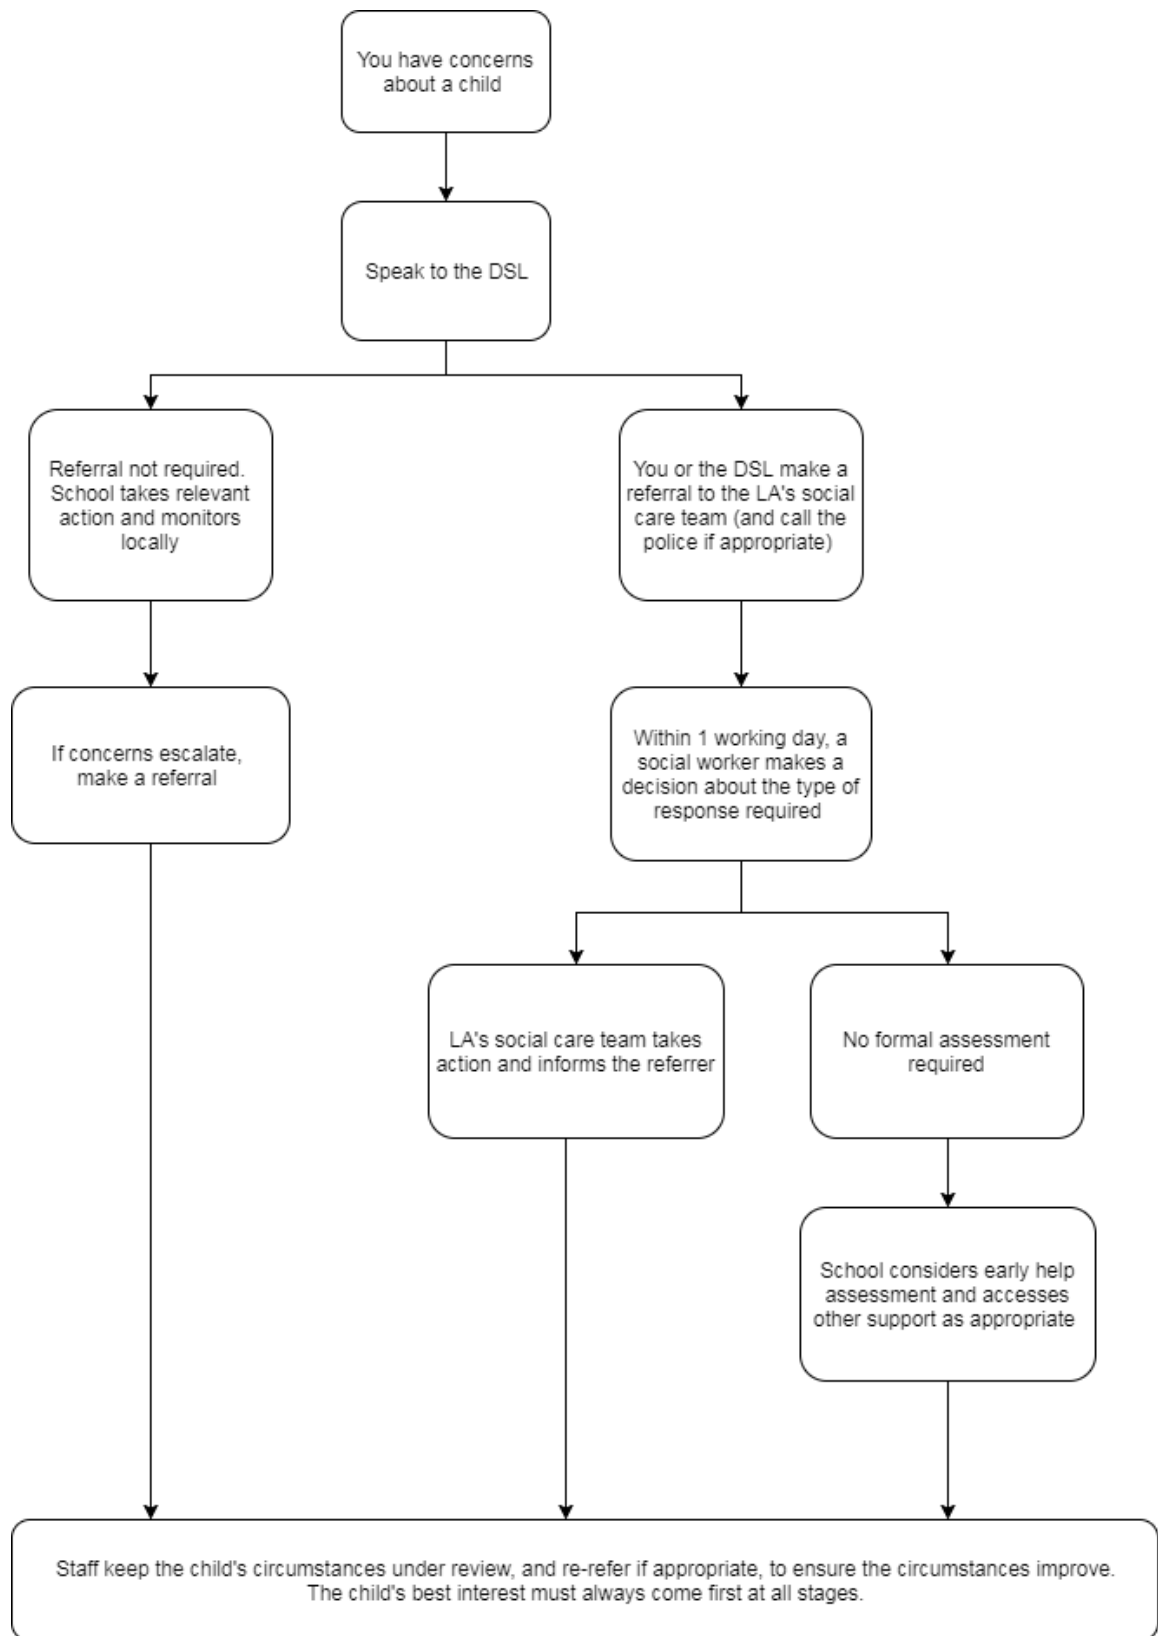 You have concerns
about a child
Speak to the DSL
Referral not required.
School takes relevant
action and monitors
locally
You or the DSL make a
referral to the LA's social
care team (and call the
police if appropriate)
If concerns escalate,
make a referral
Within 1 working day, a
social worker makes a
decision about the type of
response required
LA's social care team takes
action and informs the referrer
No formal assessment
required
School considers early help
assessment and accesses
other support as appropriate
Staff keep the child's circumstances under review, and re-refer if appropriate, to ensure the circumstances improve.
The child's best interest must always come first at all stages.